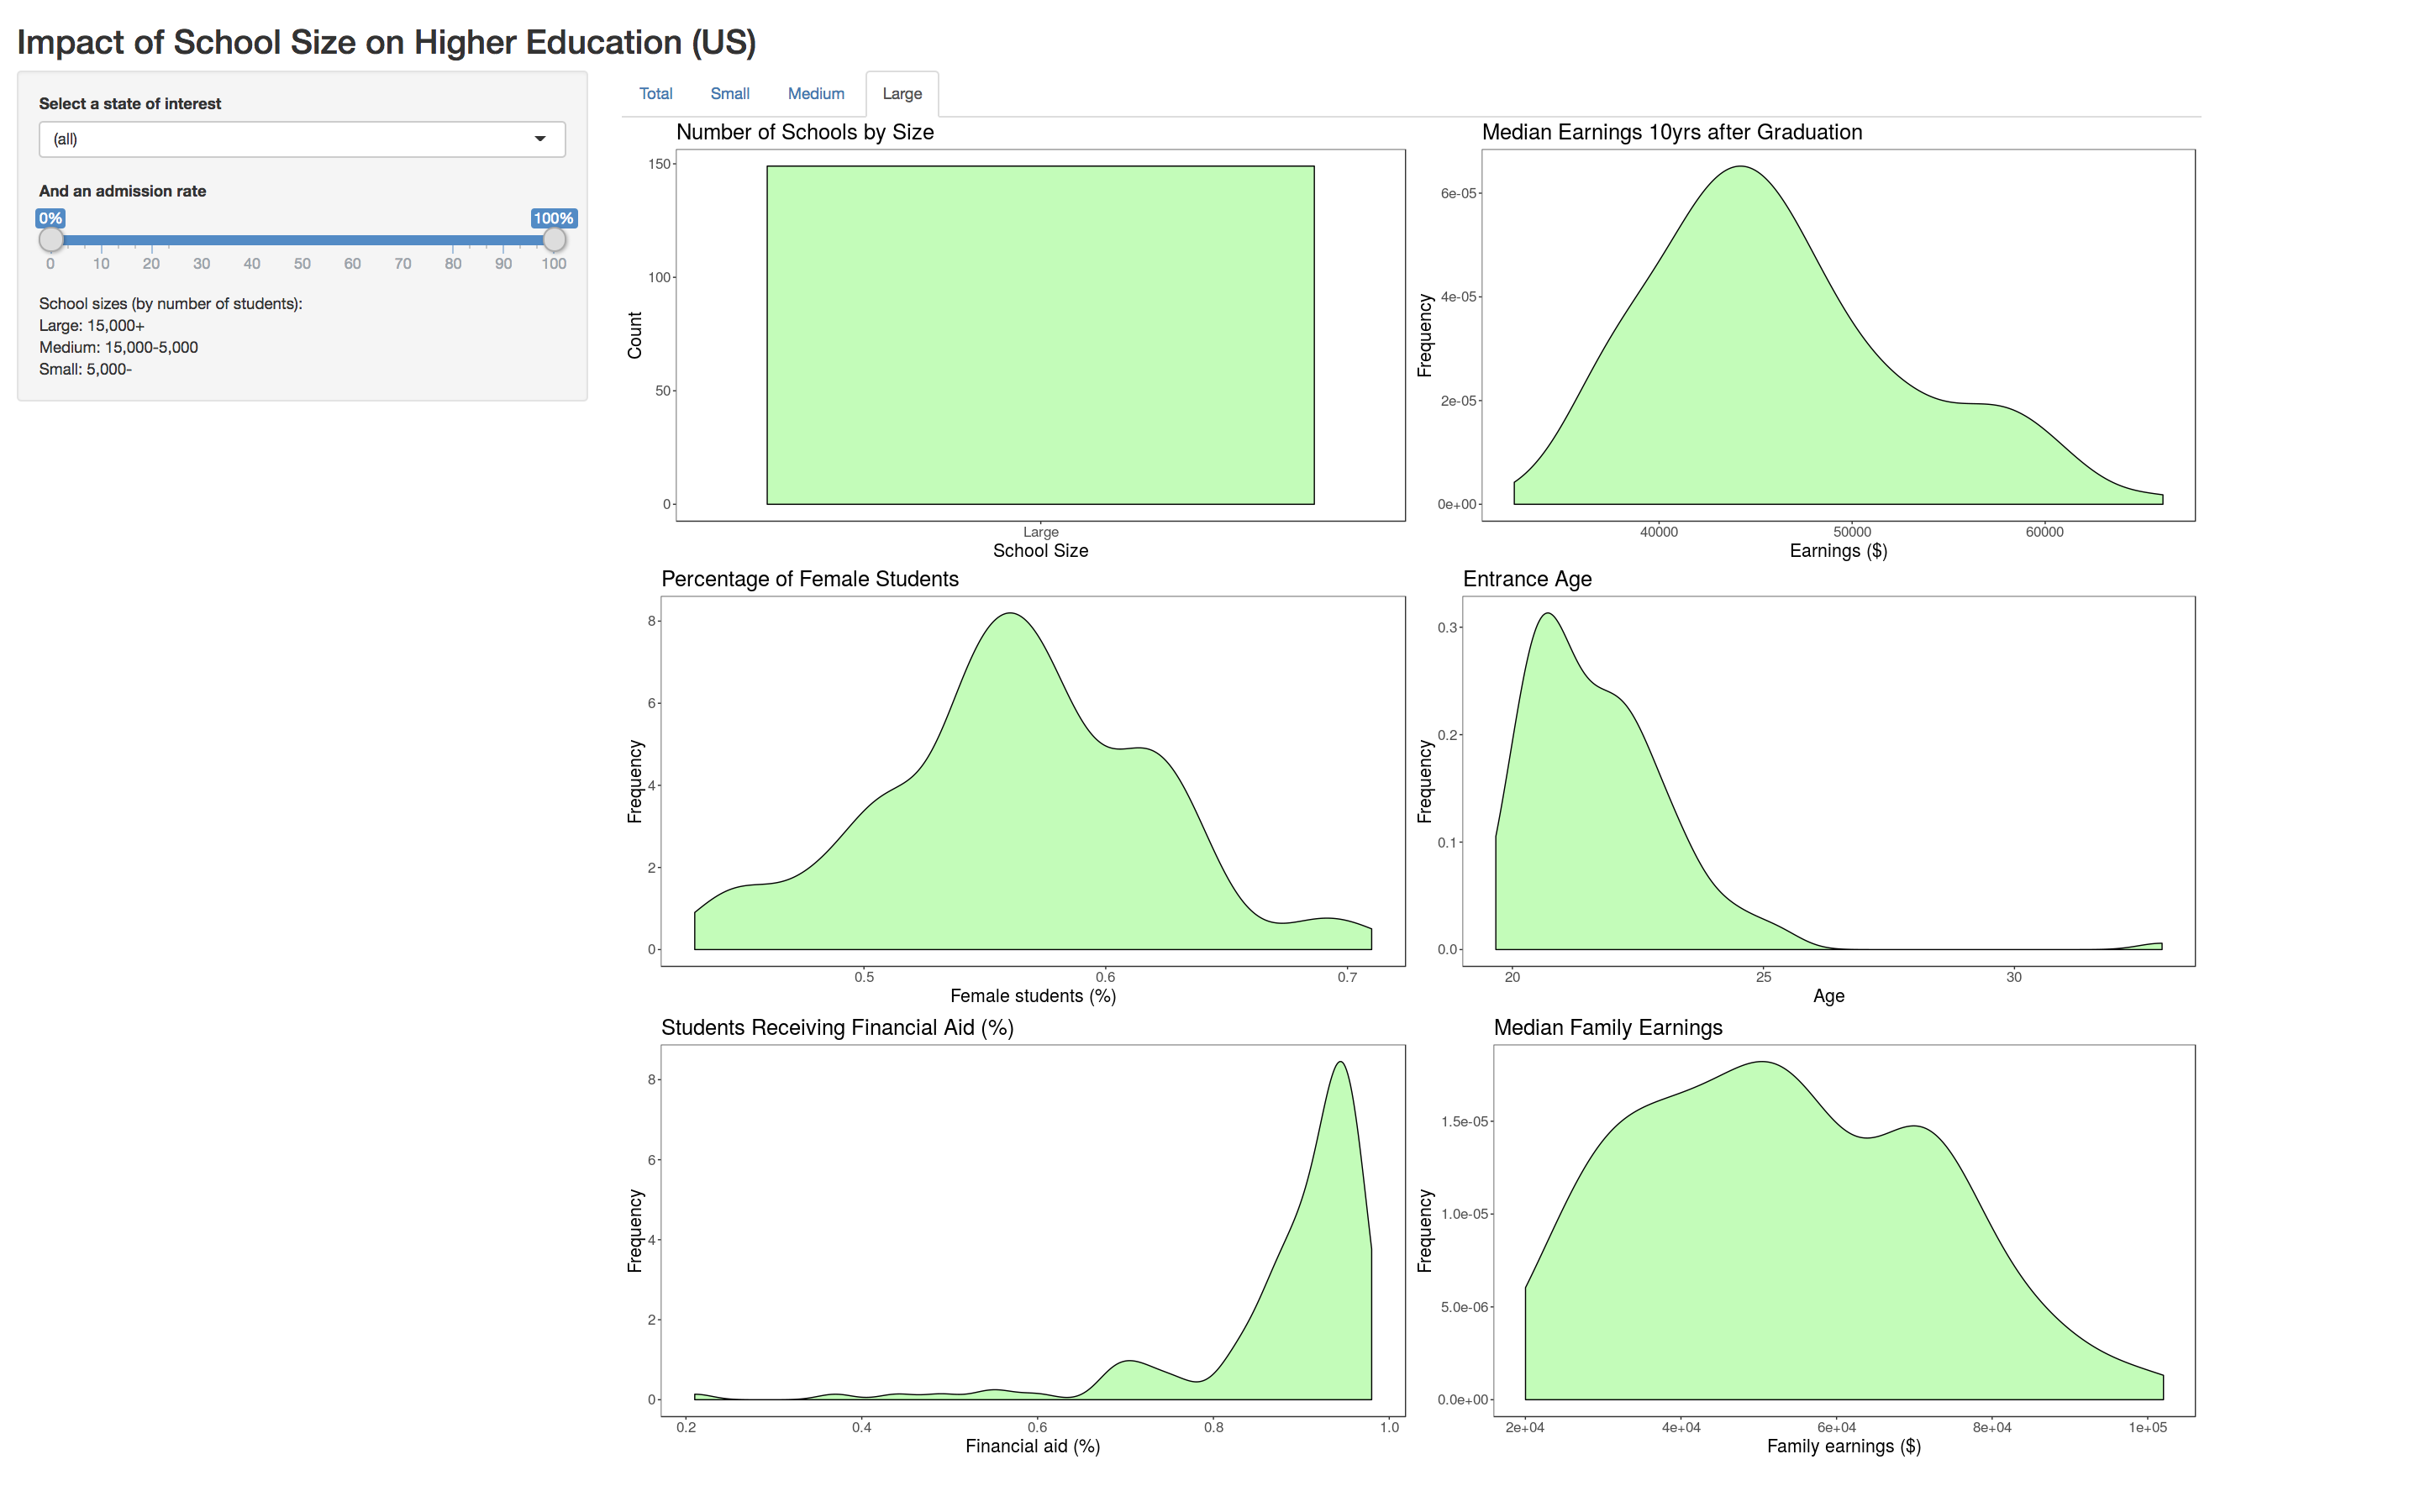 Impact of School Size on Higher Education (US)
Select a state of interest
(all)
And an admission rate
0% 100%
0 10 20 30 40 50 60 70 80 90 100
School sizes (by number of students):
Large: 15,000+
Medium: 15,000-5,000
Small: 5,000-
Total Small Medium Large
Number of Schools by Size
150
100
50
0
Count
Large
School Size
Median Earnings 10yrs after Graduation
6e-05
4e-05
2e-05
0e+00
Frequency
40000 50000 60000
Earnings ($)
Percentage of Female Students
8
6
4
2
0
Frequency
0.5 0.6 0.7
Female students (%)
Entrance Age
0.3
0.2
0.1
0.0
Frequency
20 25 30
Age
Students Receiving Financial Aid (%)
8
6
4
2
0
Frequency
0.2 0.4 0.6 0.8 1.0
Financial aid (%)
Median Family Earnings
1.5e-05
1.0e-05
5.0e-06
0.0e+00
Frequency
2e+04 4e+04 6e+04 8e+04 1e+05
Family earnings ($)